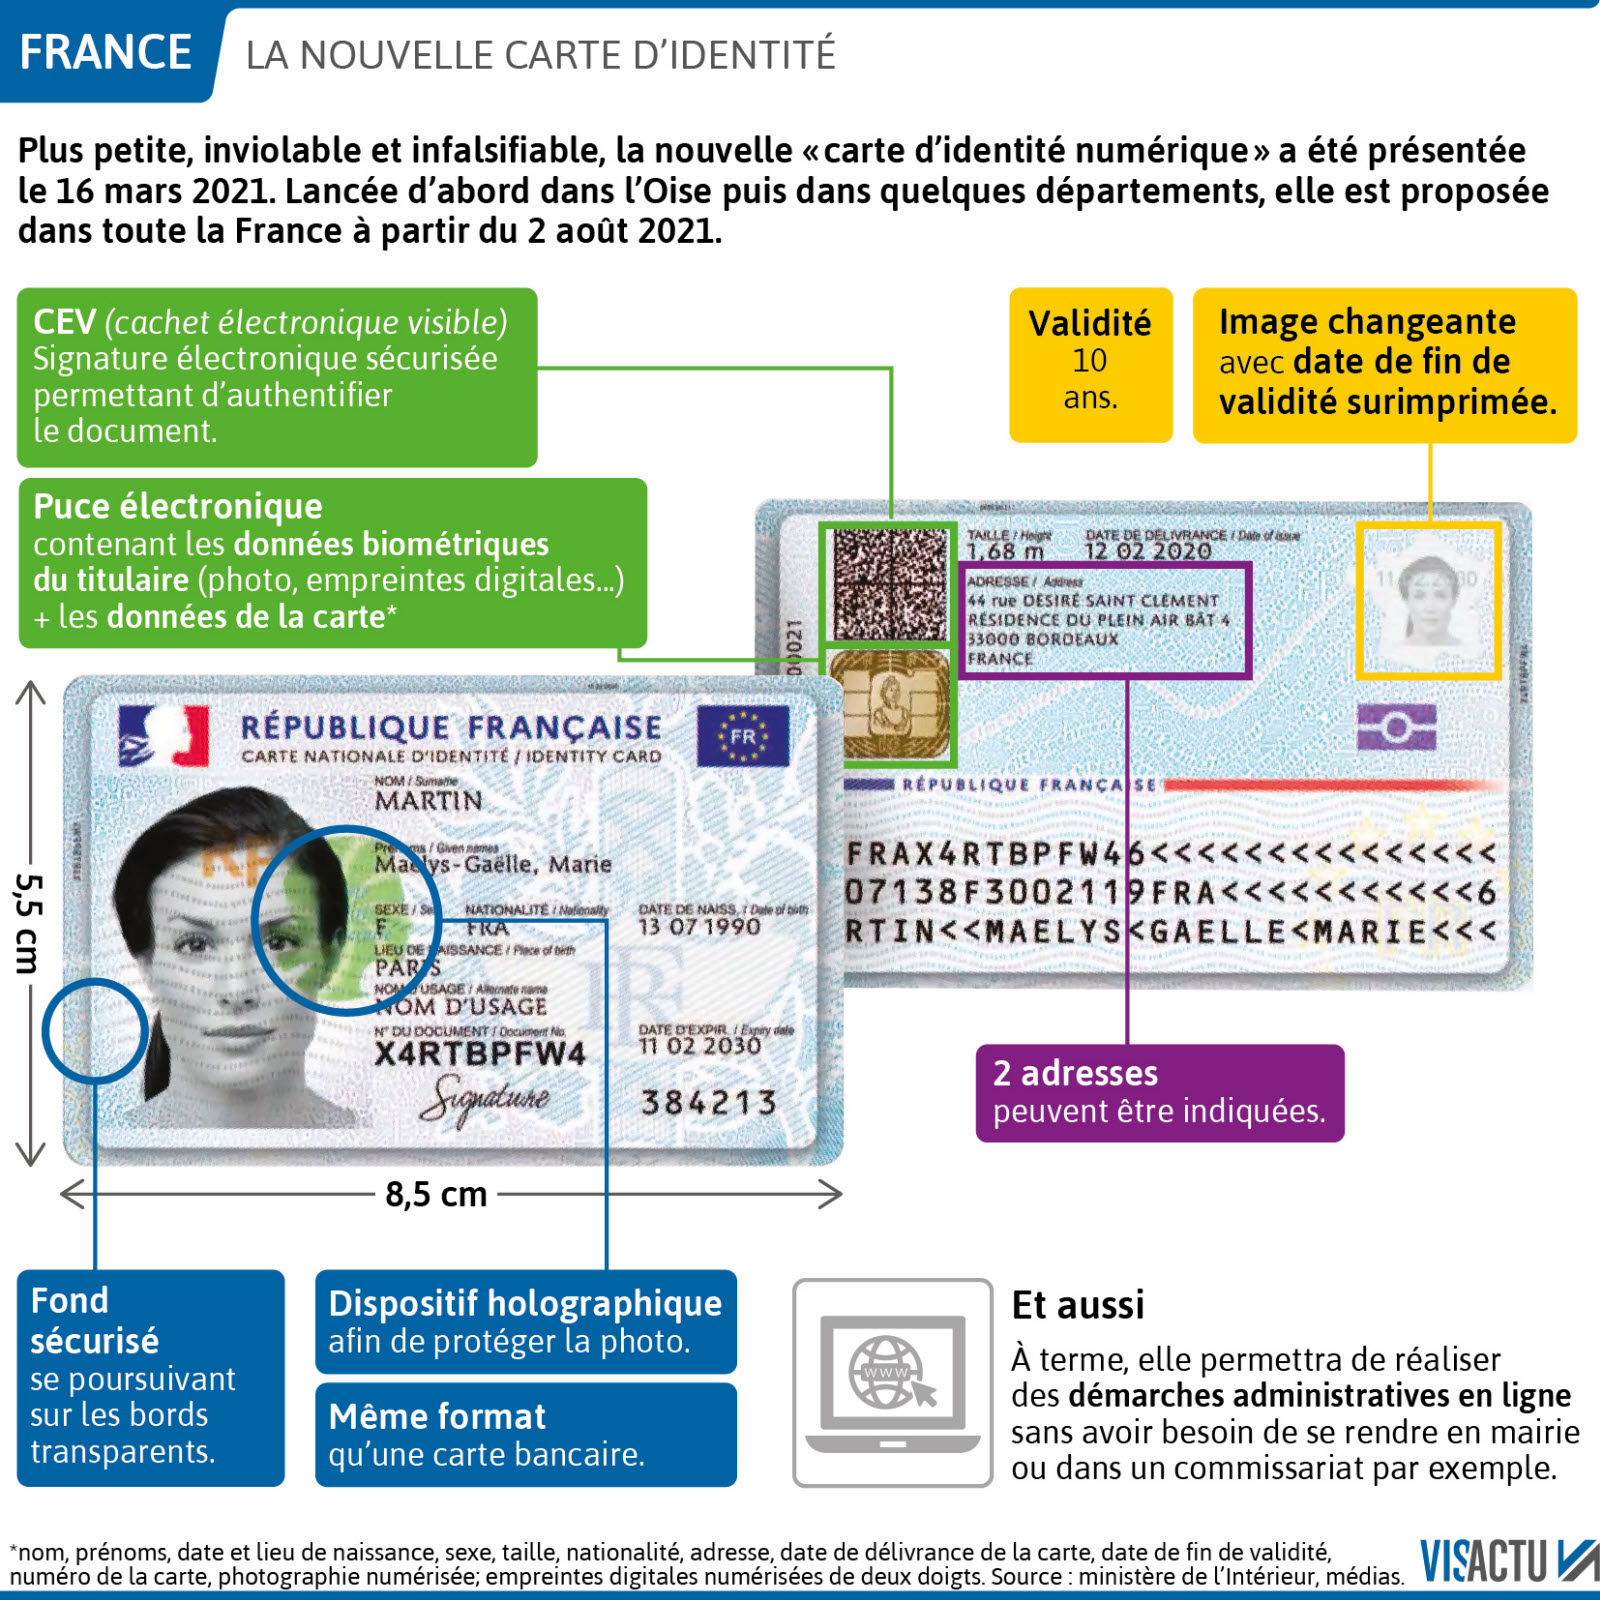 FRANCE
LA NOUVELLE CARTE D'IDENTITÉ
Plus petite, inviolable et infalsifiable, la nouvelle «carte d'identité numérique» a été présentée
le 16 mars 2021. Lancée d'abord dans l'Oise puis dans quelques départements, elle est proposée
dans toute la France à partir du 2 août 2021.
CEV (cachet électronique visible)
Signature électronique sécurisée
permettant d'authentifier
le document.
Validité
10
ans.
Image changeante
avec date de fin de
validité surimprimée.
Puce électronique
contenant les données biométriques
du titulaire (photo, empreintes digitales...)
+ les données de la carte*
TAILLE / Height
1,68 m
DATE DE DÉLIVRANCE / Date of issue
12 02 2020
ADRESSE / Address
44 rue DÉSIRÉ SAINT CLÉMENT
RÉSIDENCE DU PLEIN AIR BÂT 4
33000 BORDEAUX
FRANCE
RÉPUBLIQUE FRANÇAISE
FRAX4RTBPFW46<<<<<<<<<<<<<<<
07138F3002119FRA<<<<<<<<<<<6
RTIN<<MAELYS<GAELLE<MARIE<<<
RÉPUBLIQUE FRANÇAISE
CARTE NATIONALE D'IDENTITÉ / IDENTITY CARD
FR
NOM / Surname
MARTIN
Prénoms / Given names
Maëlys-Gaëlle, Marie
SEXE / Sex
F
NATIONALITÉ / Nationality
FRA
DATE DE NAISS. / Date of birth
13 07 1990
LIEU DE NAISSANCE / Place of birth
PARIS
NOM D'USAGE / Alternate name
NOM D'USAGE
N° DU DOCUMENT / Document No.
X4RTBPFW4
DATE D'EXPIR. / Expiry date
11 02 2030
Signature
384213
5,5 cm
8,5 cm
2 adresses
peuvent être indiquées.
Fond
sécurisé
se poursuivant
sur les bords
transparents.
Dispositif holographique
afin de protéger la photo.
Même format
qu'une carte bancaire.
WWW
Et aussi
À terme, elle permettra de réaliser
des démarches administratives en ligne
sans avoir besoin de se rendre en mairie
ou dans un commissariat par exemple.
*nom, prénoms, date et lieu de naissance, sexe, taille, nationalité, adresse, date de délivrance de la carte, date de fin de validité,
numéro de la carte, photographie numérisée; empreintes digitales numérisées de deux doigts. Source : ministère de l'Intérieur, médias.
VISACTU